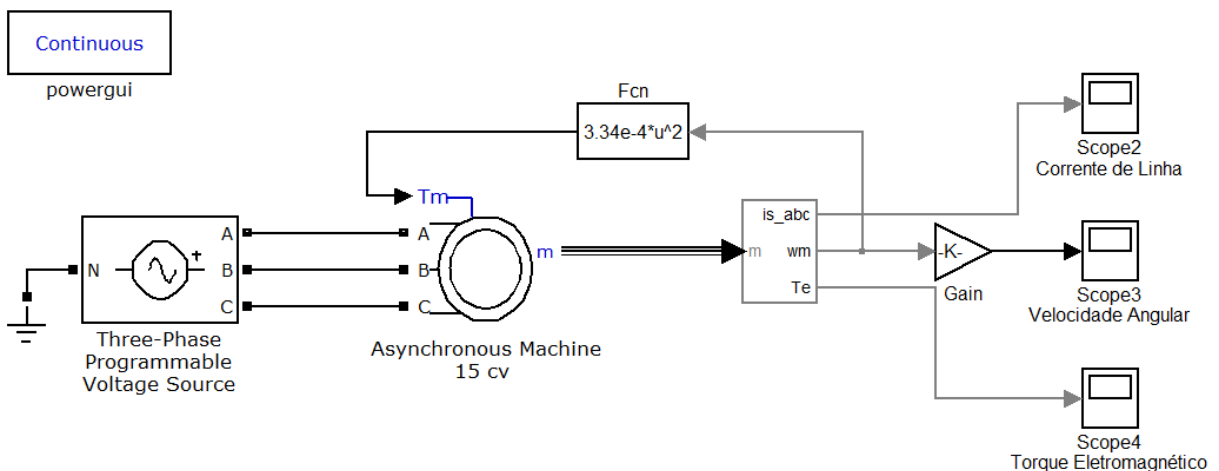 Continuous
powergui
Fcn
3.34e-4*u^2
Scope2
Corrente de Linha
Tm
is_abc
A
A
m
m
wm
-K-
N
+
B
B
C
C
Te
Gain
Scope3
Velocidade Angular
Three-Phase
Programmable
Voltage Source
Asynchronous Machine
15 cv
Scope4
Torque Eletromagnético